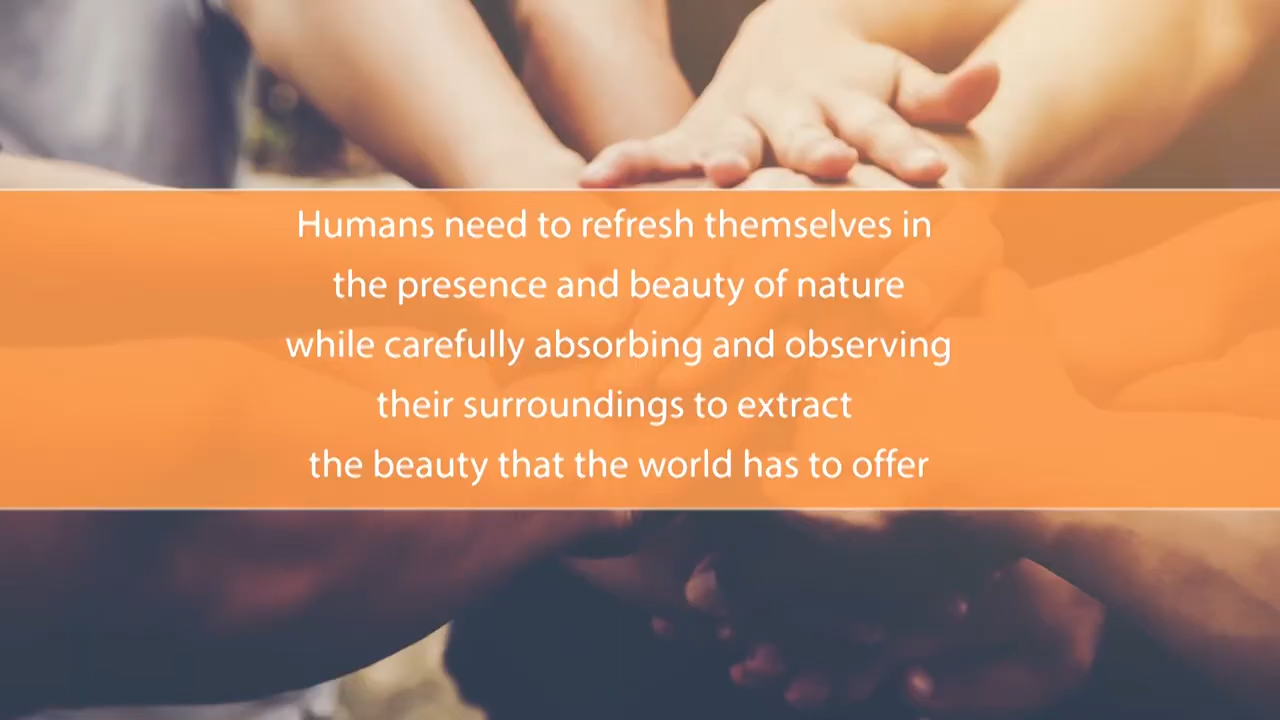 Humans need to refresh themselves in
the presence and beauty of nature
while carefully absorbing and observing
their surroundings to extract
the beauty that the world has to offer